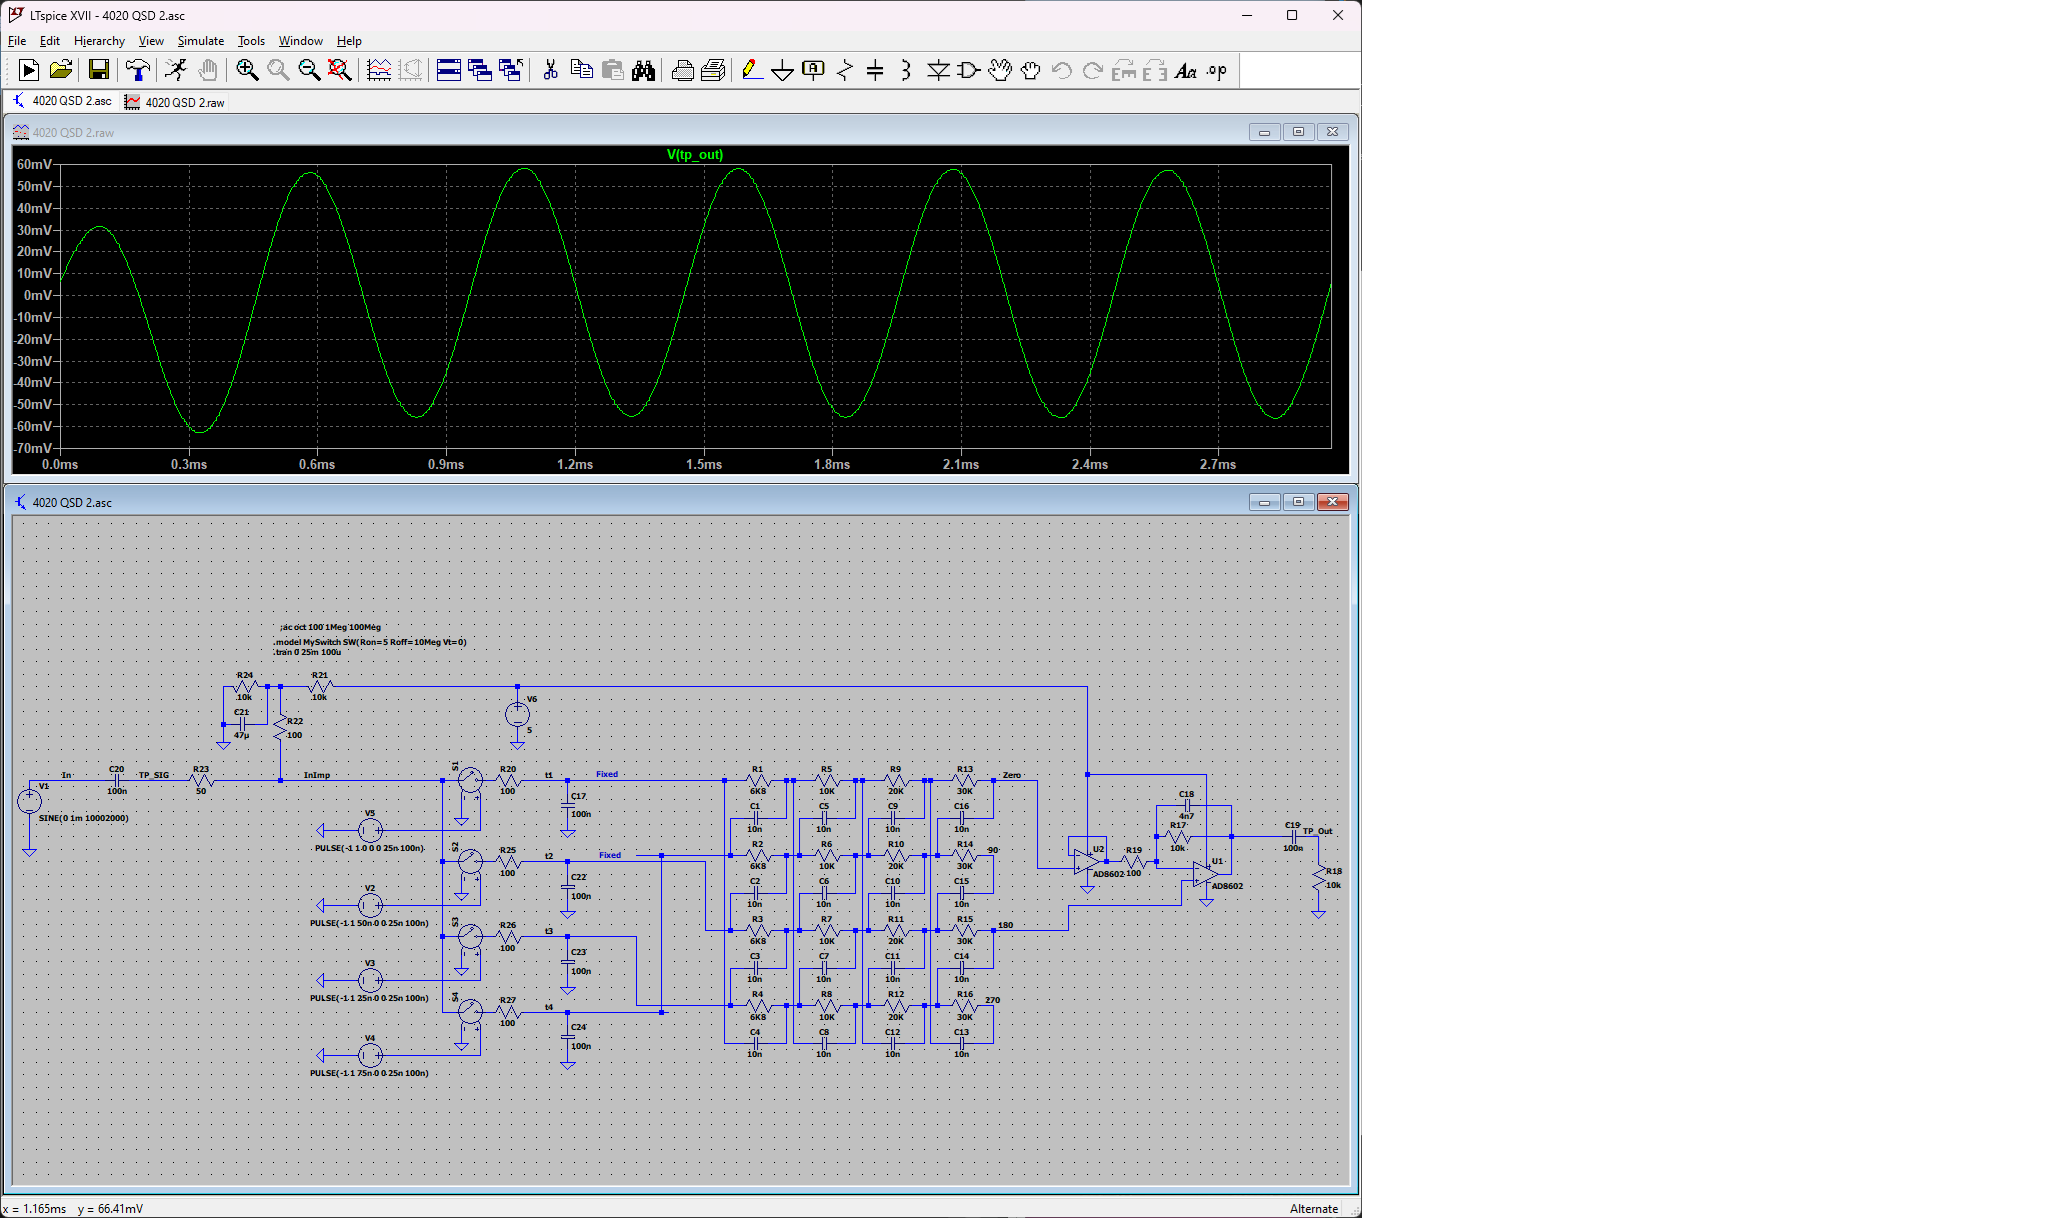 LTspice XVII - 4020 QSD 2.asc
File Edit Hierarchy View Simulate Tools Window Help
4020 QSD 2.asc 4020 QSD 2.raw
4020 QSD 2.raw
V(tp_out)
60mV
50mV
40mV
30mV
20mV
10mV
0mV
-10mV
-20mV
-30mV
-40mV
-50mV
-60mV
-70mV
0.0ms 0.3ms 0.6ms 0.9ms 1.2ms 1.5ms 1.8ms 2.1ms 2.4ms 2.7ms
4020 QSD 2.asc
;ac oct 100 1Meg 100Meg
.model MySwitch SW(Ron=5 Roff=10Meg Vt=0)
.tran 0 25m 100u
R24 R21
10k 10k
C21
47µ
R22
100
V6
5
V1
In
C20
100n
TP_SIG
R23
50
InImp
SINE(0 1m 10002000)
S1
R20
100
t1
Fixed
C17
100n
V5
PULSE(-1 1 0 0 0 25n 100n)
S2
R25
100
t2
Fixed
C22
100n
V2
PULSE(-1 1 50n 0 0 25n 100n)
S3
R26
100
t3
C23
100n
V3
PULSE(-1 1 25n 0 0 25n 100n)
S4
R27
100
t4
C24
100n
V4
PULSE(-1 1 75n 0 0 25n 100n)
R1 R5 R9 R13 Zero
6K8 10K 20K 30K
C1 C5 C9 C16
10n 10n 10n 10n
R2 R6 R10 R14 90
6K8 10K 20K 30K
C2 C6 C10 C15
10n 10n 10n 10n
R3 R7 R11 R15 180
6K8 10K 20K 30K
C3 C7 C11 C14
10n 10n 10n 10n
R4 R8 R12 R16 270
6K8 10K 20K 30K
C4 C8 C12 C13
10n 10n 10n 10n
U2
AD8602
R19
100
C18
4n7
R17
10k
U1
AD8602
C19
100n
TP_Out
R18
10k
x = 1.165ms y = 66.41mV
Alternate